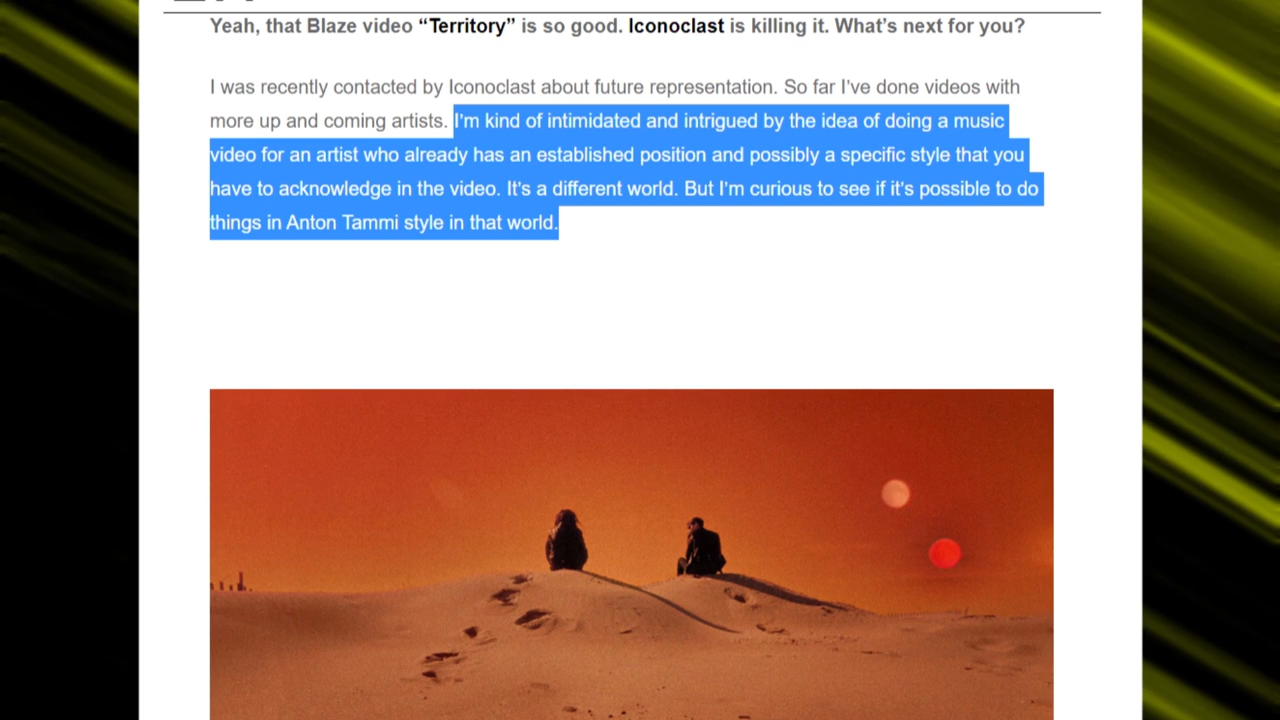 Yeah, that Blaze video “Territory” is so good. Iconoclast is killing it. What’s next for you?
I was recently contacted by Iconoclast about future representation. So far I’ve done videos with
more up and coming artists. I’m kind of intimidated and intrigued by the idea of doing a music
video for an artist who already has an established position and possibly a specific style that you
have to acknowledge in the video. It’s a different world. But I’m curious to see if it’s possible to do
things in Anton Tammi style in that world.